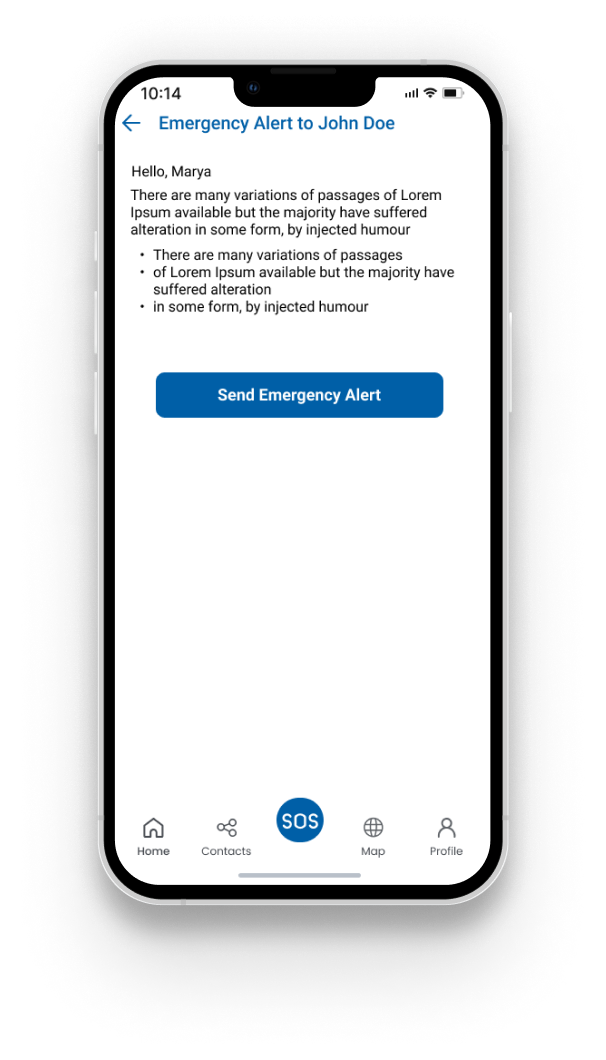 10:14
Emergency Alert to John Doe
Hello, Marya
There are many variations of passages of Lorem
Ipsum available but the majority have suffered
alteration in some form, by injected humour
• There are many variations of passages
• of Lorem Ipsum available but the majority have
suffered alteration
• in some form, by injected humour
Send Emergency Alert
SOS
Home Contacts Map Profile